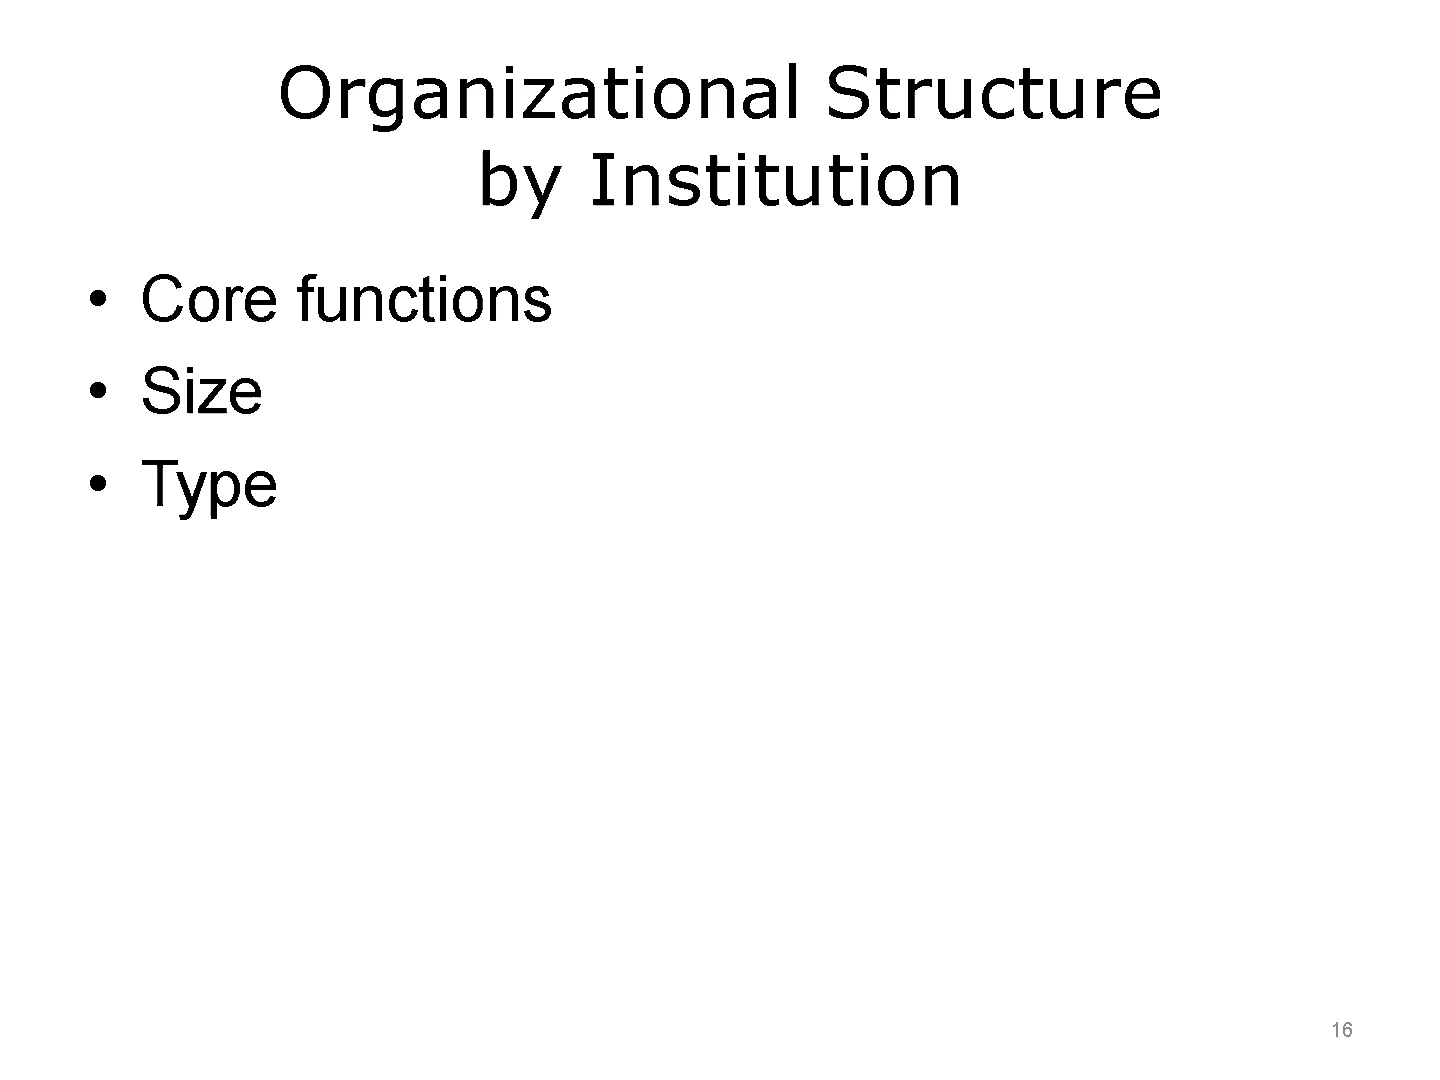 Organizational Structure
by Institution
• Core functions
• Size
• Type
16